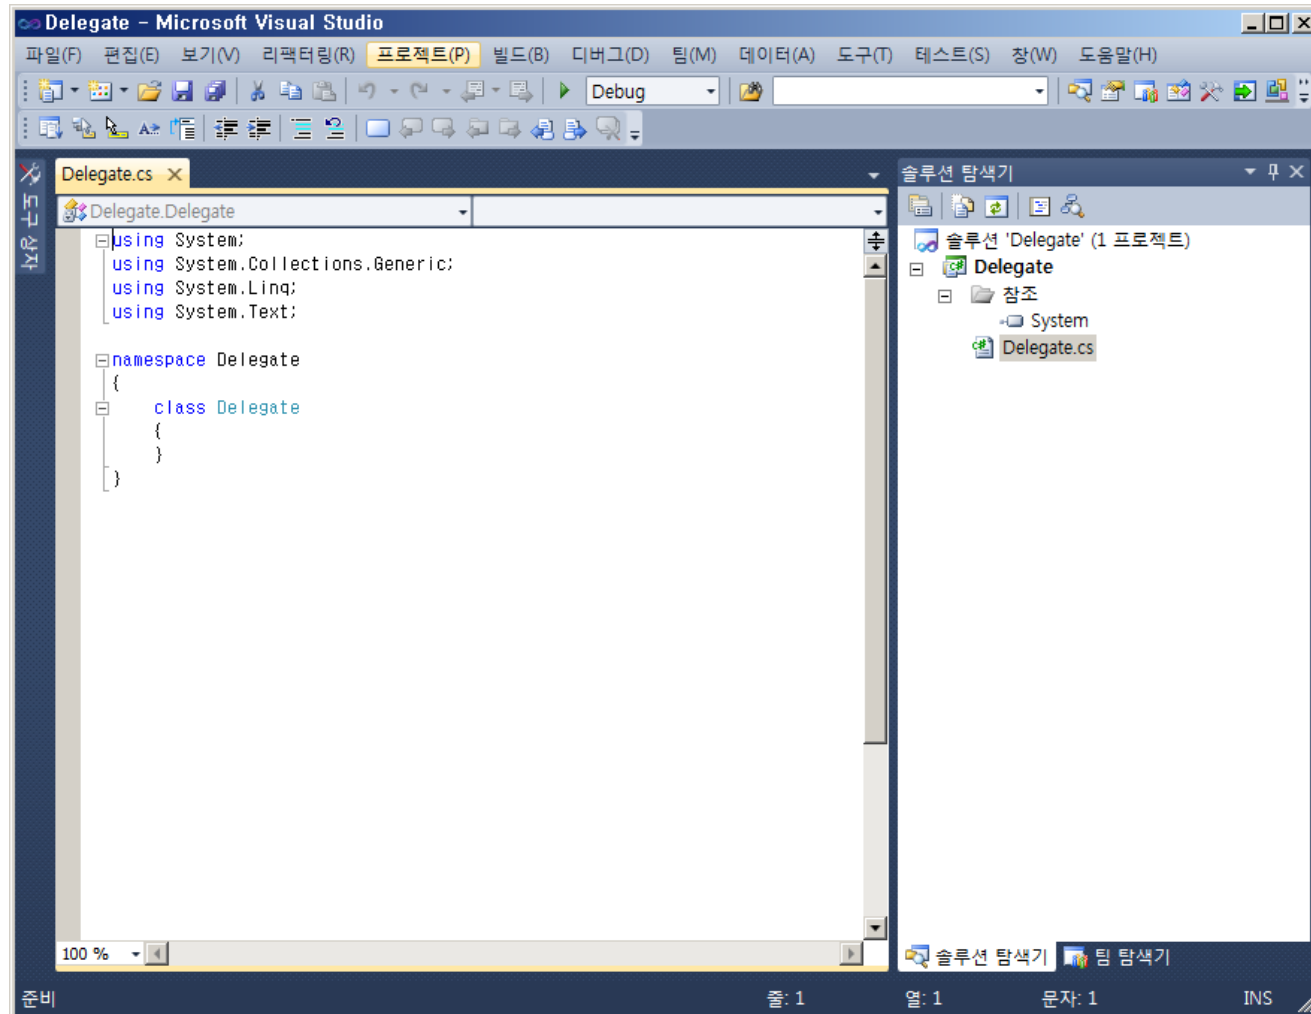 Delegate - Microsoft Visual Studio
파일(F) 편집(E) 보기(V) 리팩터링(R) 프로젝트(P) 빌드(B) 디버그(D) 팀(M) 데이터(A) 도구(T) 테스트(S) 창(W) 도움말(H)
Debug
도구 상자
Delegate.cs
Delegate.Delegate
using System;
using System.Collections.Generic;
using System.Linq;
using System.Text;
namespace Delegate
{
class Delegate
{
}
}
100 %
솔루션 탐색기
솔루션 'Delegate' (1 프로젝트)
Delegate
참조
System
Delegate.cs
솔루션 탐색기 팀 탐색기
준비 줄: 1 열: 1 문자: 1 INS